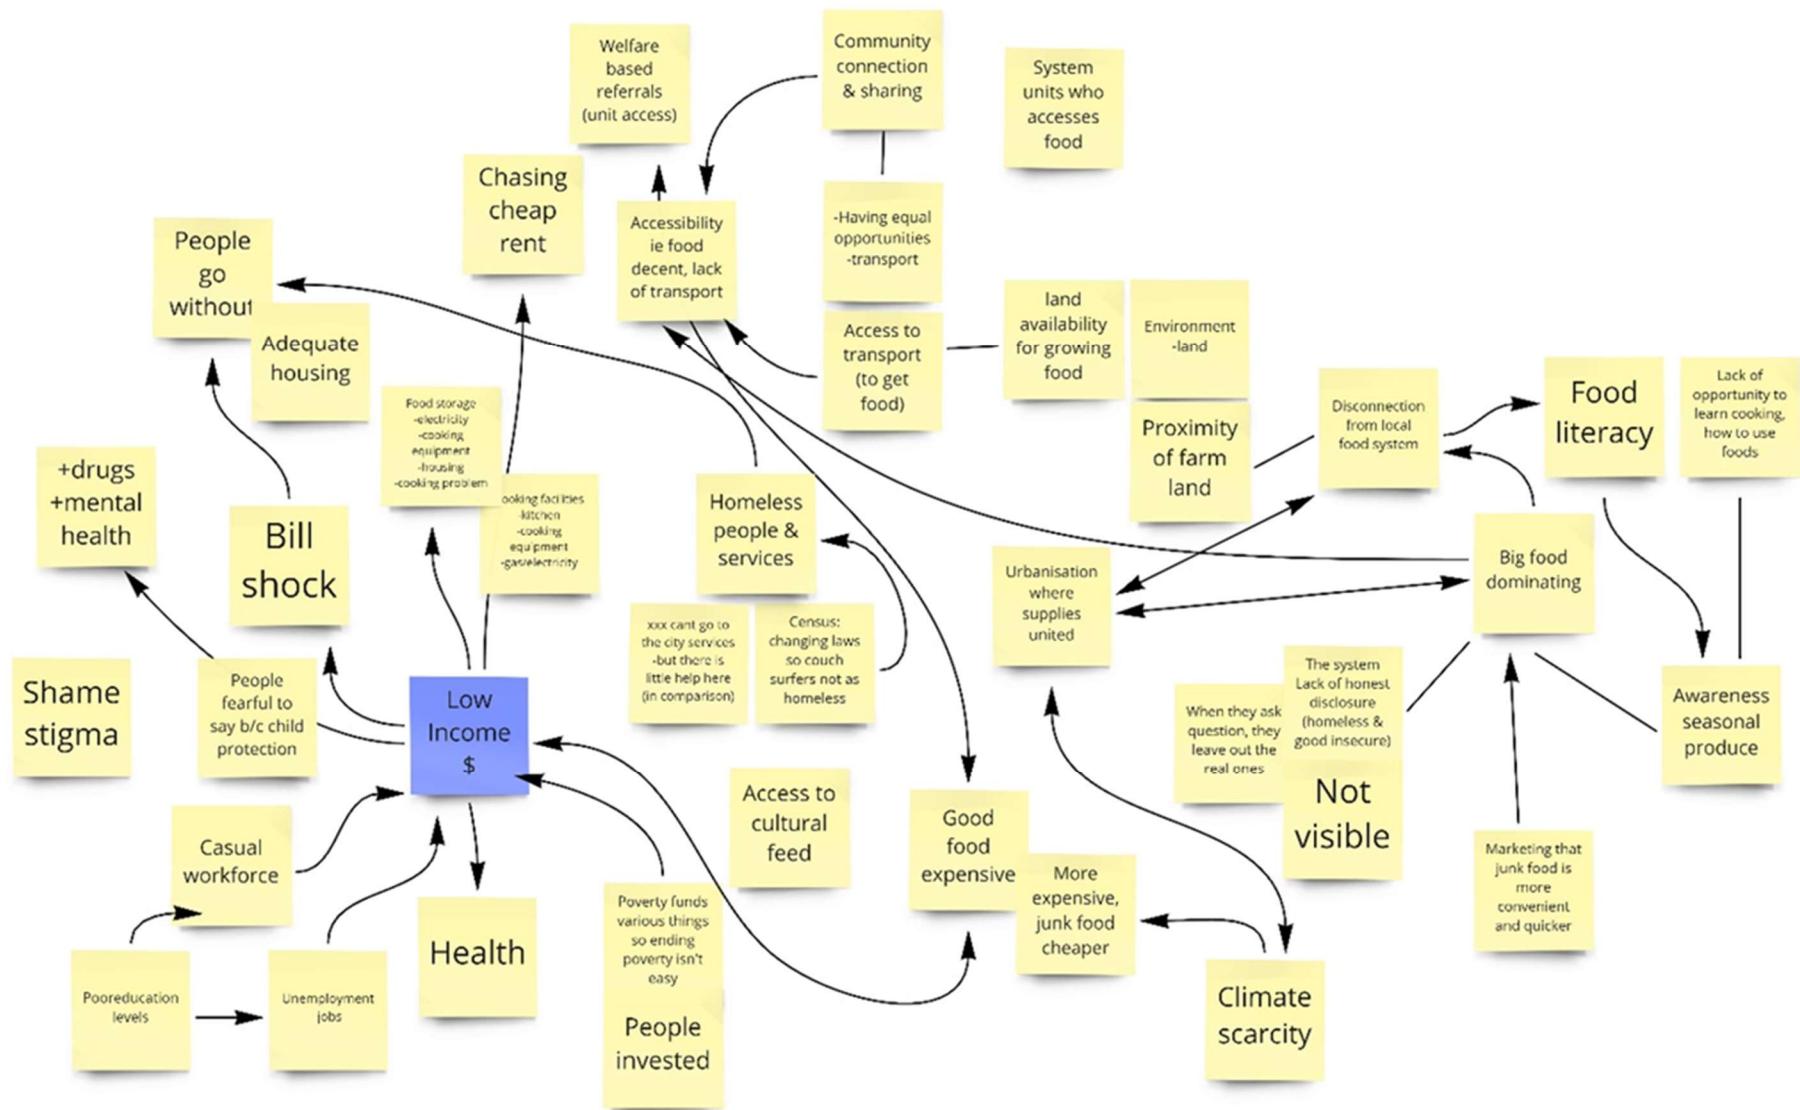 Welfare
based
referrals
(unit access)
Community
connection
& sharing
System
units who
accesses
food
Chasing
cheap
rent
Accessibility
ie food
decent, lack
of transport
-Having equal
opportunities
-transport
People
go
without
Adequate
housing
Access to
transport
(to get
food)
land
availability
for growing
food
Environment
-land
Proximity
of farm
land
Disconnection
from local
food system
Food
literacy
Lack of
opportunity to
learn cooking,
how to use
foods
Food storage
-electricity
-cooking
equipment
-housing
-cooking problem
ooking facilities
-kitchen
-cooking
equipment
-gas/electricity
+drugs
+mental
health
Bill
shock
Homeless
people &
services
xxx cant go to
the city services
-but there is
little help here
(in comparison)
Census:
changing laws
so couch
surfers not as
homeless
Urbanisation
where
supplies
united
Big food
dominating
Shame
stigma
People
fearful to
say b/c child
protection
Low
Income
$
When they ask
question, they
leave out the
real ones
The system
Lack of honest
disclosure
(homeless &
good insecure)
Not
visible
Awareness
seasonal
produce
Casual
workforce
Access to
cultural
feed
Good
food
expensive
More
expensive,
junk food
cheaper
Marketing that
junk food is
more
convenient
and quicker
Pooreducation
levels
Unemployment
jobs
Health
Poverty funds
various things
so ending
poverty isn't
easy
People
invested
Climate
scarcity